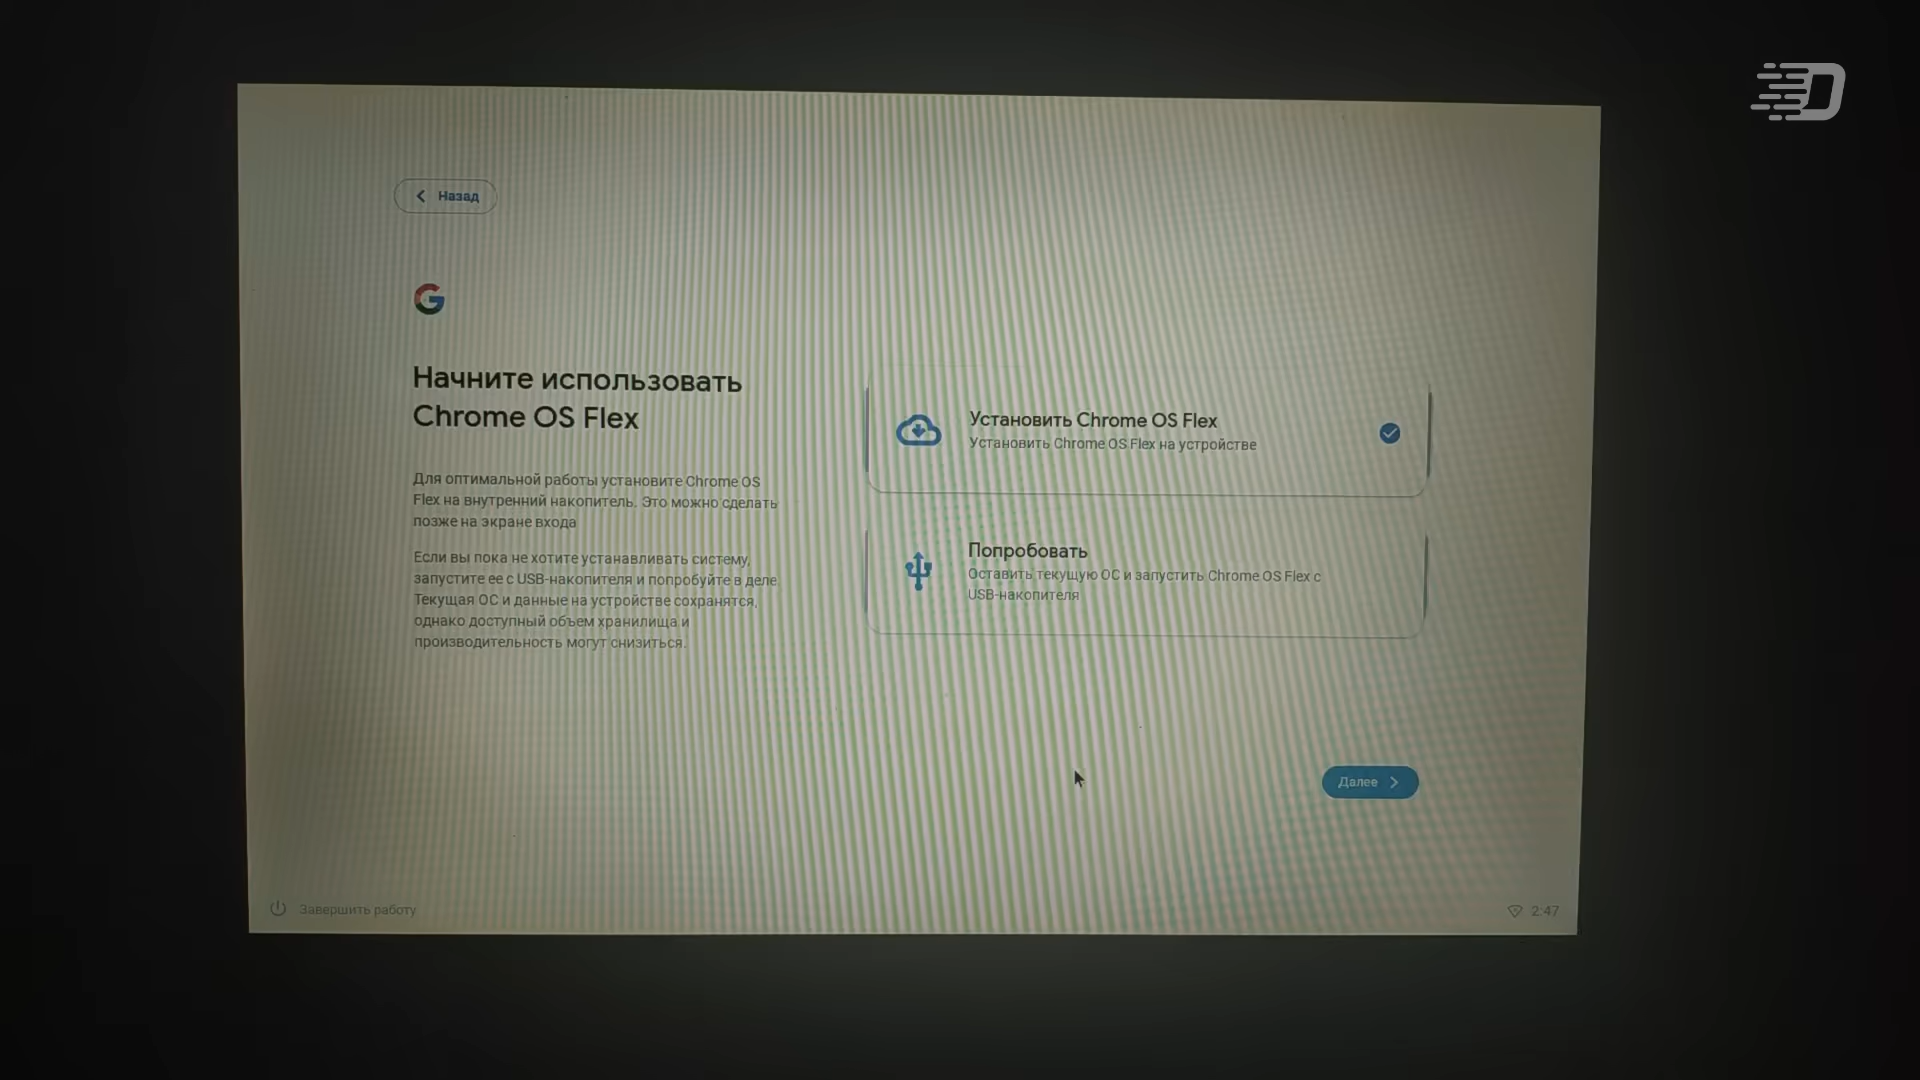 Назад
Начните использовать
Chrome OS Flex
Для оптимальной работы установите Chrome OS
Flex на внутренний накопитель. Это можно сделать
позже на экране входа
Если вы пока не хотите устанавливать систему,
запустите ее с USB-накопителя и попробуйте в деле
Текущая ОС и данные на устройстве сохранятся,
однако доступный объем хранилища и
производительность могут снизиться.
Установить Chrome OS Flex
Установить Chrome OS Flex на устройстве
Попробовать
Оставить текущую ОС и запустить Chrome OS Flex с
USB-накопителя
Далее
Завершить работу
2:47